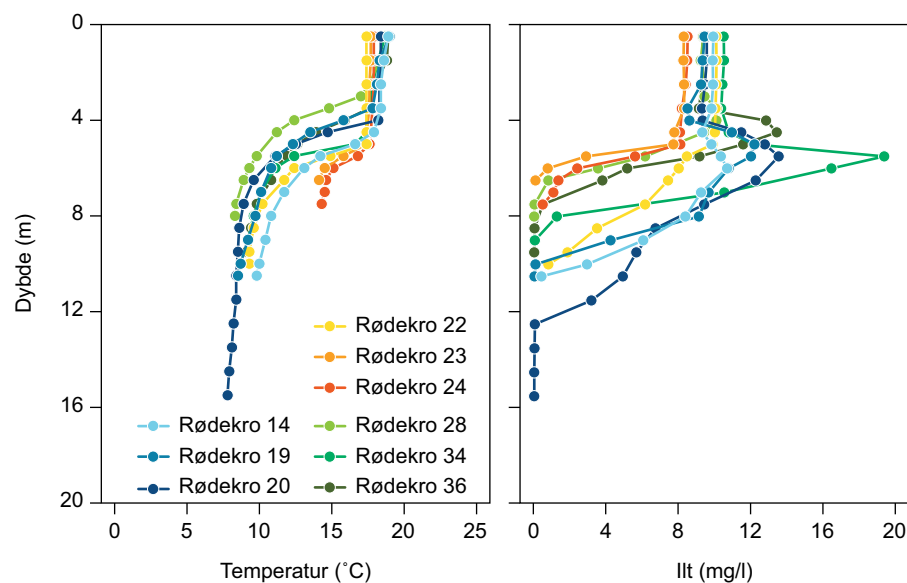 0
4
8
12
16
20
Dybde (m)
Rødekro 22
Rødekro 23
Rødekro 24
Rødekro 14
Rødekro 28
Rødekro 19
Rødekro 34
Rødekro 20
Rødekro 36
0 5 10 15 20 25
0 4 8 12 16 20
Temperatur (˚C)
Ilt (mg/l)